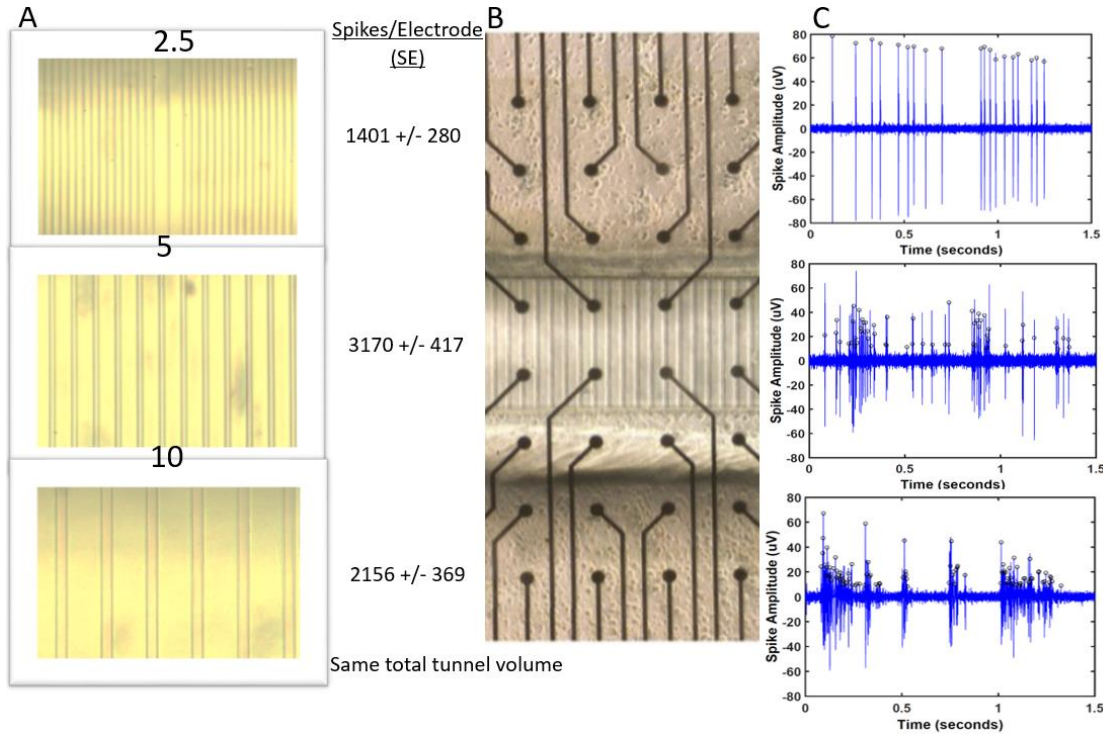 A
2.5
5
10
Spikes/Electrode
(SE)
1401 +/- 280
3170 +/- 417
2156 +/- 369
Same total tunnel volume
B
C
80
60
40
20
0
-20
-40
-60
-80
Spike Amplitude (uV)
0
0.5
1
1.5
Time (seconds)
80
60
40
20
0
-20
-40
-60
-80
Spike Amplitude (uV)
0
0.5
1
1.5
Time (seconds)
80
60
40
20
0
-20
-40
-60
-80
Spike Amplitude (uV)
0
0.5
1
1.5
Time (seconds)